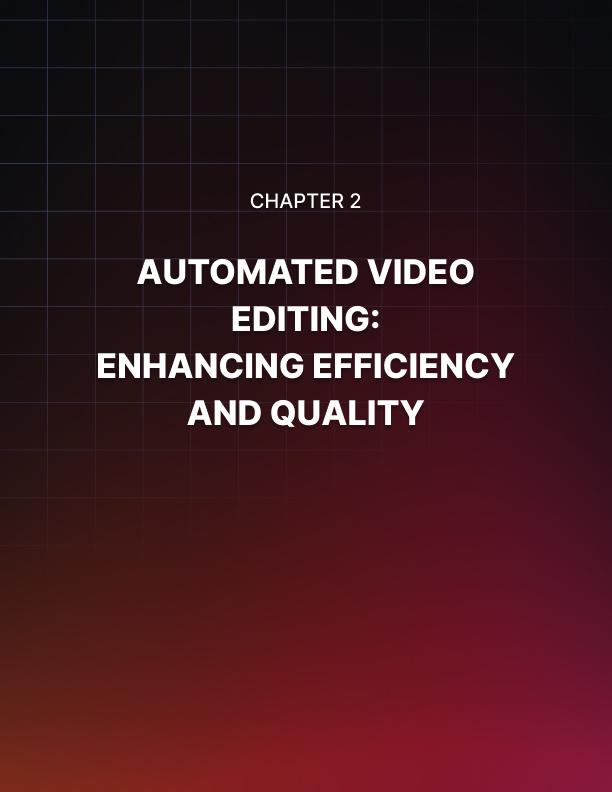 CHAPTER 2
AUTOMATED VIDEO
EDITING:
ENHANCING EFFICIENCY
AND QUALITY